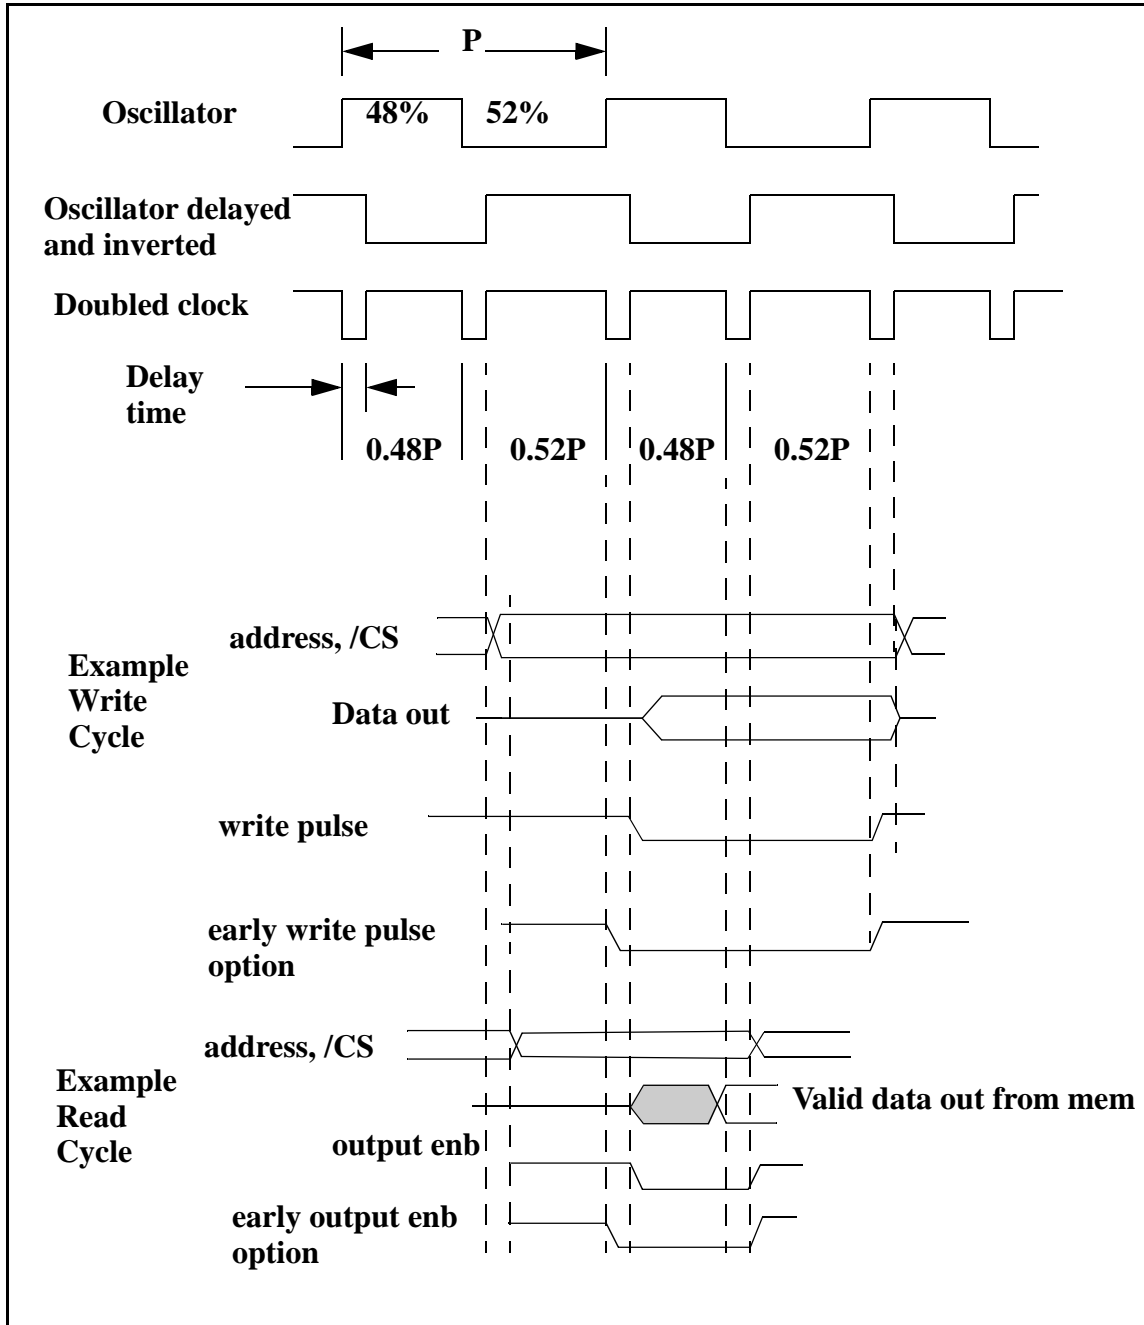 P
Oscillator
48% 52%
Oscillator delayed
and inverted
Doubled clock
Delay
time
0.48P 0.52P 0.48P 0.52P
address, /CS
Example
Write
Cycle
Data out
write pulse
early write pulse
option
address, /CS
Example
Read
Cycle
Valid data out from mem
output enb
early output enb
option